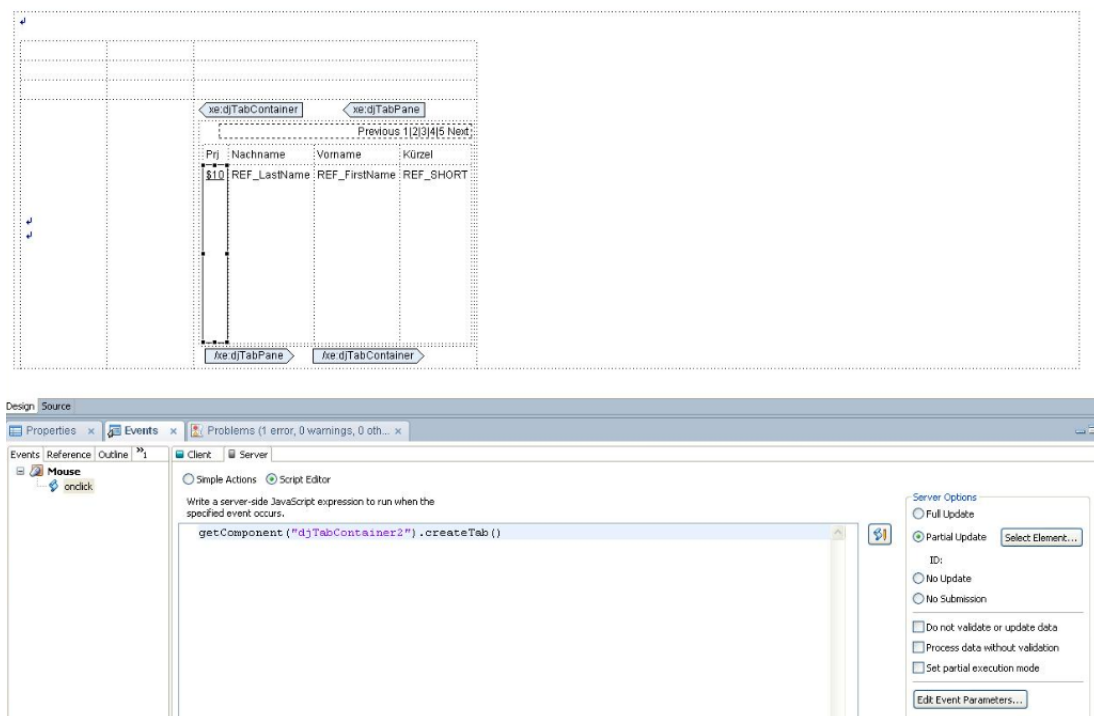 xe:djTabContainer xe:djTabPane
Previous 1|2|3|4|5 Next
Prj Nachname Vorname Kürzel
$10 REF_LastName REF_FirstName REF_SHORT
/xe:djTabPane /xe:djTabContainer
Design Source
Properties Events Problems (1 error, 0 warnings, 0 oth...
Events Reference Outline »1 Client Server
Mouse
onclick
Simple Actions Script Editor
Write a server-side JavaScript expression to run when the
specified event occurs.
getComponent("djTabContainer2").createTab()
Server Options
Full Update
Partial Update Select Element...
ID:
No Update
No Submission
Do not validate or update data
Process data without validation
Set partial execution mode
Edit Event Parameters...